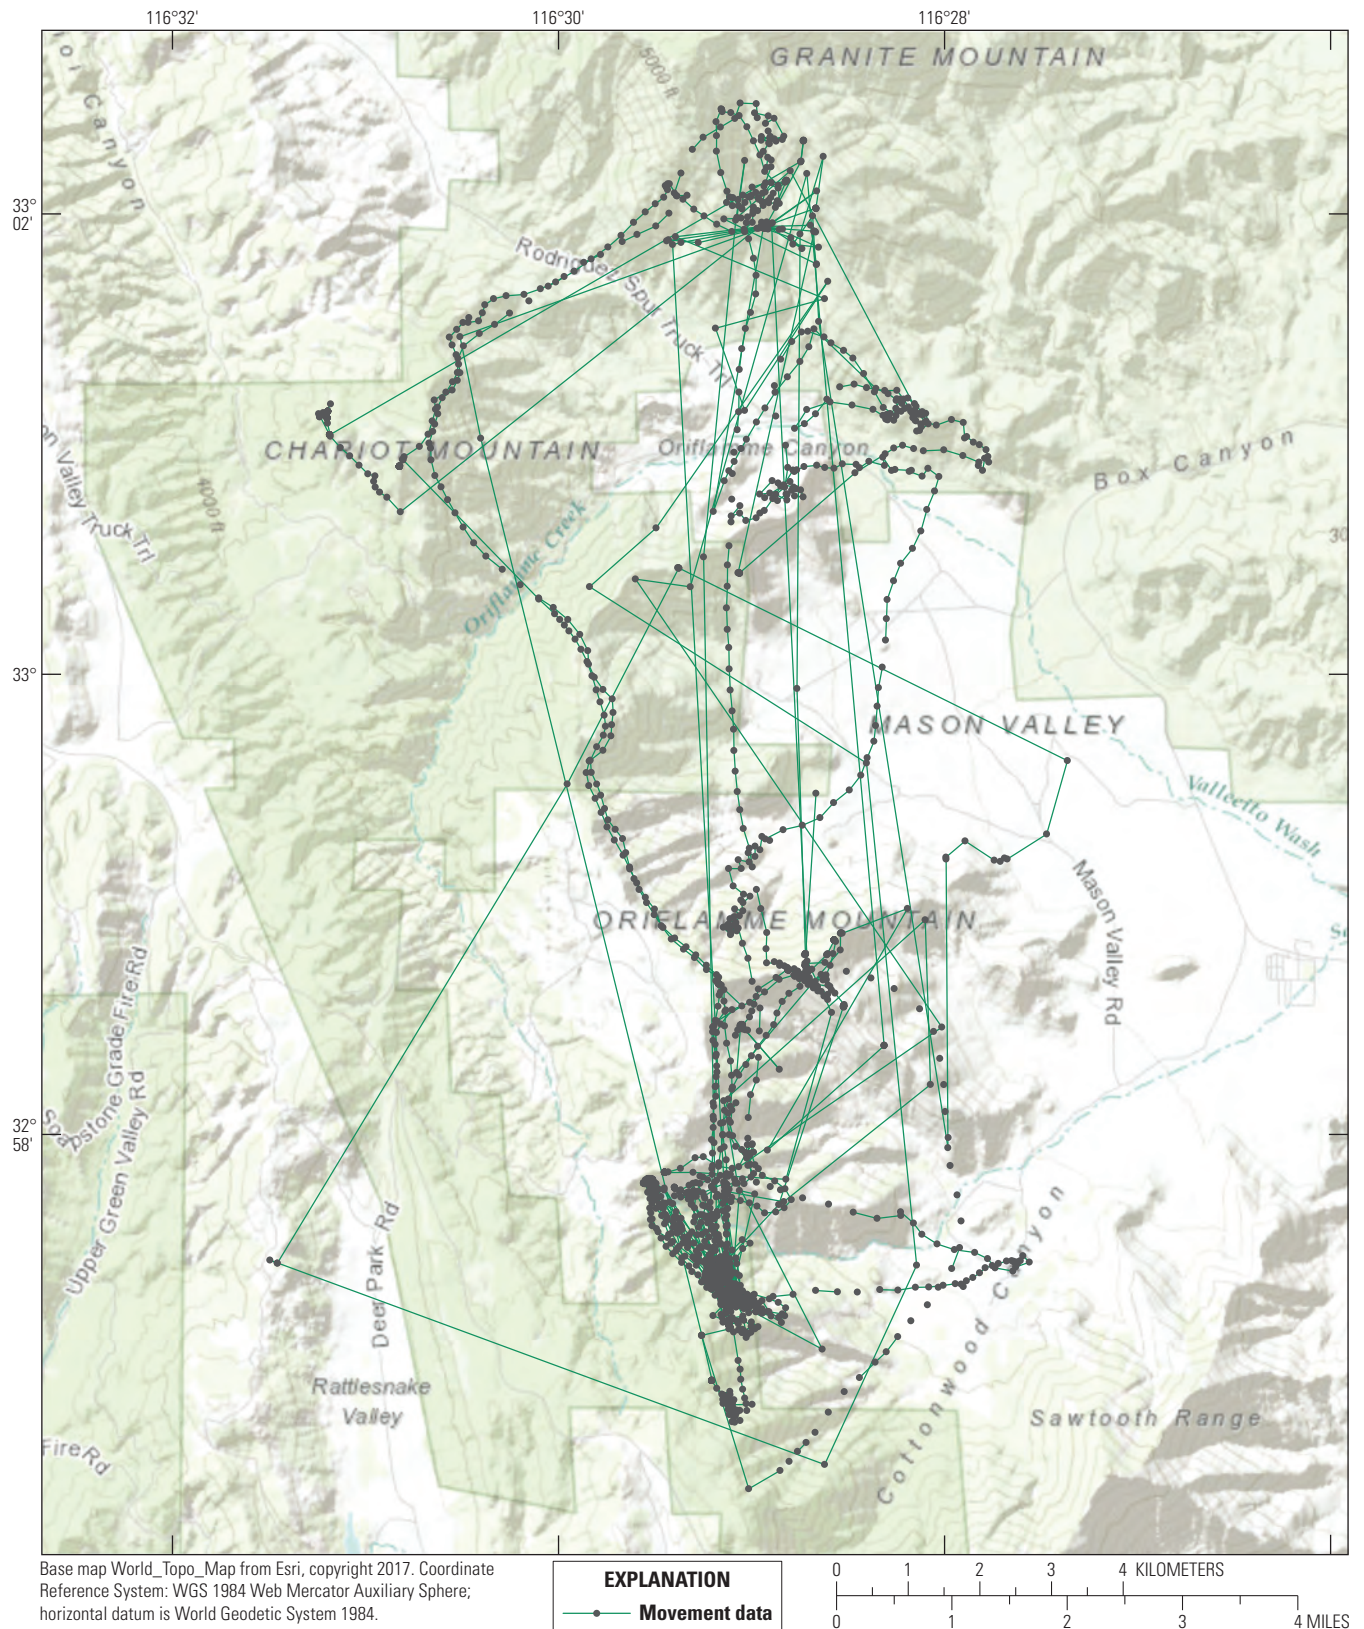 116°32'
116°30'
116°28'
GRANITE MOUNTAIN
5000 ft
Canyon
33°
02'
Rodriguez Spur Truck Trl
CHARIOT MOUNTAIN
Oriflamme Canyon
Box Canyon
on Valley Truck Trl
4000 ft
30
Oriflamme Creek
33°
MASON VALLEY
Vallecito Wash
Mason Valley Rd
ORIFLAMME MOUNTAIN
Soapstone Grade Fire Rd
32°
58'
Upper Green Valley Rd
Deer Park Rd
Cottonwood Canyon
Rattlesnake
Valley
Sawtooth Range
Fire Rd
Base map World_Topo_Map from Esri, copyright 2017. Coordinate
Reference System: WGS 1984 Web Mercator Auxiliary Sphere;
horizontal datum is World Geodetic System 1984.
EXPLANATION
Movement data
0 1 2 3 4 KILOMETERS
0 1 2 3 4 MILES